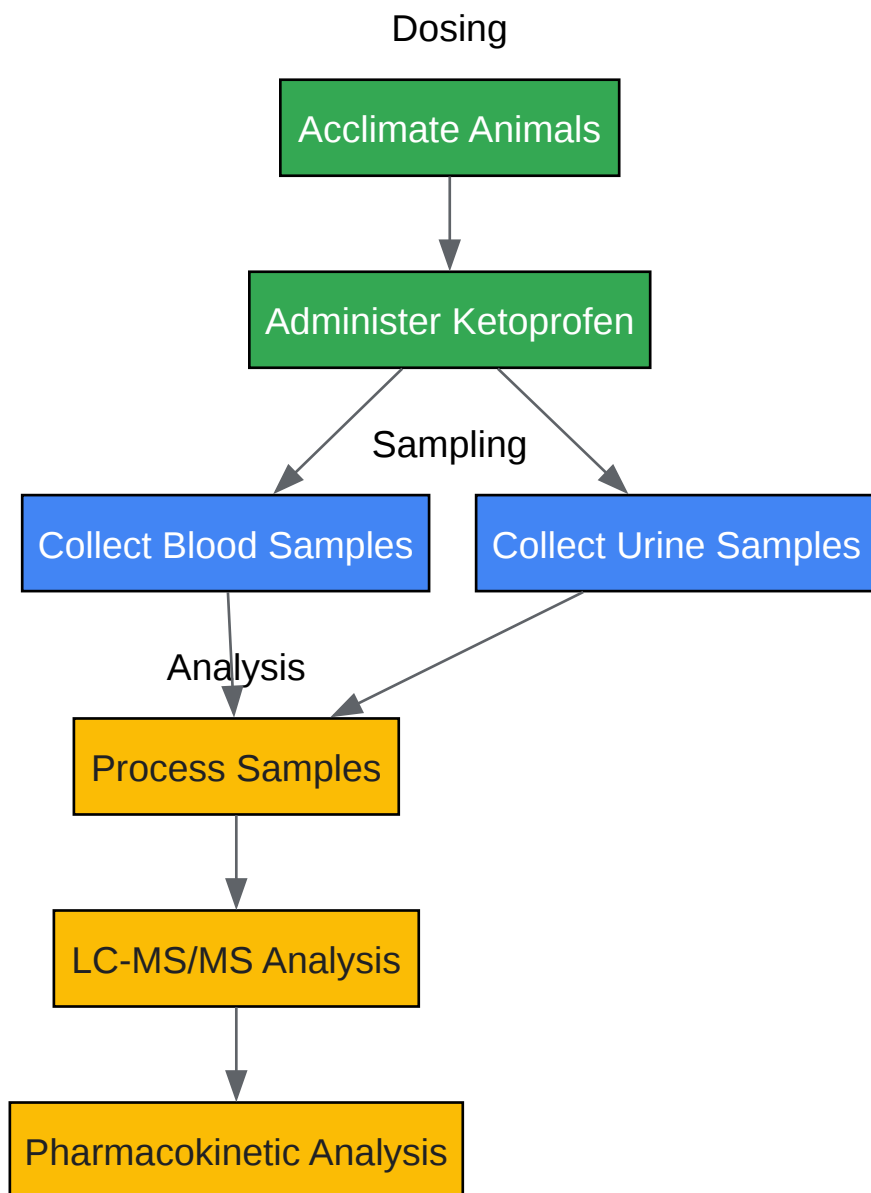 Dosing
Acclimate Animals
Administer Ketoprofen
Sampling
Collect Blood Samples
Collect Urine Samples
Analysis
Process Samples
LC-MS/MS Analysis
Pharmacokinetic Analysis